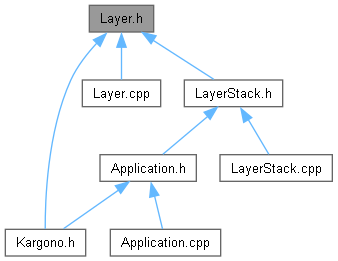 Layer.h
Layer.cpp
LayerStack.h
Application.h
LayerStack.cpp
Kargono.h
Application.cpp